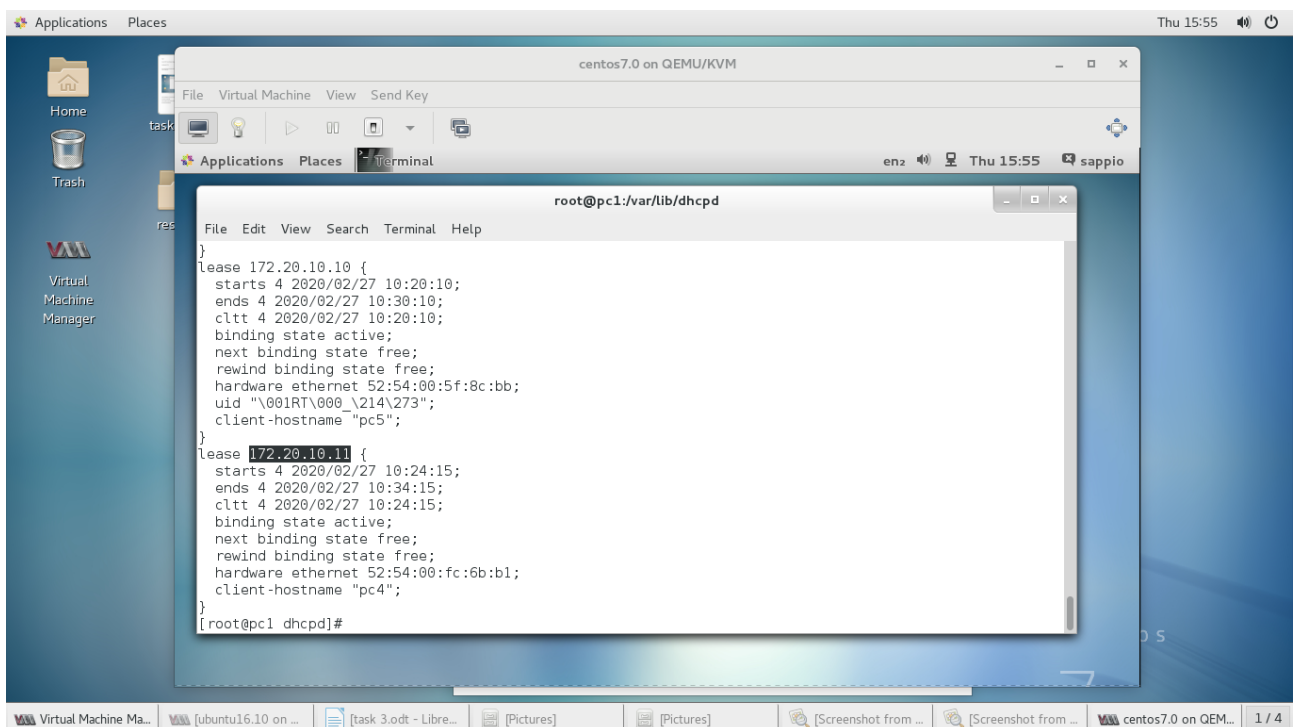 Applications Places Thu 15:55
centos7.0 on QEMU/KVM
File Virtual Machine View Send Key
Home
task
Trash
res
Virtual
Machine
Manager
Applications Places Terminal en₂ Thu 15:55 sappio
root@pc1:/var/lib/dhcpd
File Edit View Search Terminal Help
}
lease 172.20.10.10 {
starts 4 2020/02/27 10:20:10;
ends 4 2020/02/27 10:30:10;
cltt 4 2020/02/27 10:20:10;
binding state active;
next binding state free;
rewind binding state free;
hardware ethernet 52:54:00:5f:8c:bb;
uid "\001RT\000_\214\273";
client-hostname "pc5";
}
lease 172.20.10.11 {
starts 4 2020/02/27 10:24:15;
ends 4 2020/02/27 10:34:15;
cltt 4 2020/02/27 10:24:15;
binding state active;
next binding state free;
rewind binding state free;
hardware ethernet 52:54:00:fc:6b:b1;
client-hostname "pc4";
}
[root@pc1 dhcpd]#
O S
7
Virtual Machine Ma... [ubuntu16.10 on ... [task 3.odt - Libre... [Pictures] [Pictures] [Screenshot from ... [Screenshot from ... centos7.0 on QEM... 1 / 4